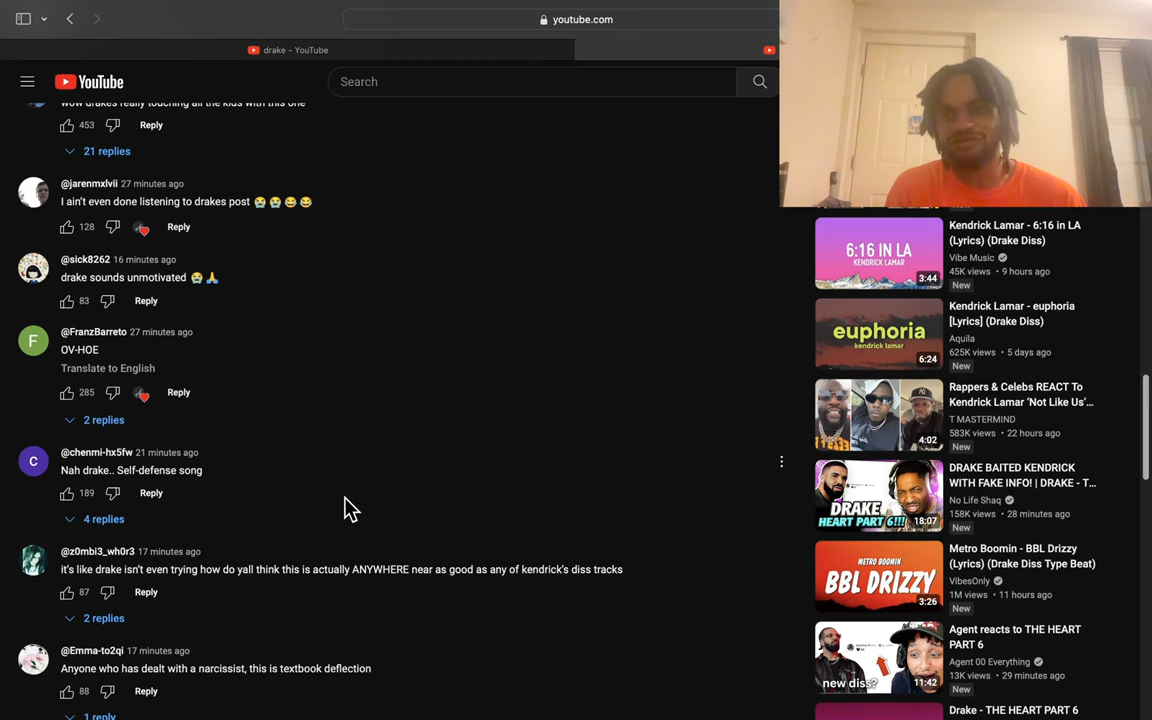 youtube.com
drake - YouTube
YouTube
Search
wow drakes really touching all the kids with this one
453
Reply
21 replies
@jarenmxlvii 27 minutes ago
I ain't even done listening to drakes post 😭😭😂😂
128
Reply
@sick8262 16 minutes ago
drake sounds unmotivated 😭🙏
83
Reply
F
@FranzBarreto 27 minutes ago
OV-HOE
Translate to English
285
Reply
2 replies
C
@chenmi-hx5fw 21 minutes ago
Nah drake.. Self-defense song
189
Reply
4 replies
@z0mbi3_wh0r3 17 minutes ago
it's like drake isn't even trying how do yall think this is actually ANYWHERE near as good as any of kendrick's diss tracks
87
Reply
2 replies
@Emma-to2qi 17 minutes ago
Anyone who has dealt with a narcissist, this is textbook deflection
88
Reply
1 reply
6:16 IN LA
KENDRICK LAMAR
3:44
Kendrick Lamar - 6:16 in LA
(Lyrics) (Drake Diss)
Vibe Music
45K views • 9 hours ago
New
euphoria
kendrick lamar
6:24
Kendrick Lamar - euphoria
[Lyrics] (Drake Diss)
Aquila
625K views • 5 days ago
New
4:02
Rappers & Celebs REACT To
Kendrick Lamar 'Not Like Us'...
T MASTERMIND
583K views • 22 hours ago
New
DRAKE
HEART PART 6!!!
18:07
DRAKE BAITED KENDRICK
WITH FAKE INFO! | DRAKE - T...
No Life Shaq
158K views • 28 minutes ago
New
METRO BOOMIN
BBL DRIZZY
3:26
Metro Boomin - BBL Drizzy
(Lyrics) (Drake Diss Type Beat)
VibesOnly
1M views • 11 hours ago
New
new diss?
11:42
Agent reacts to THE HEART
PART 6
Agent 00 Everything
13K views • 29 minutes ago
New
Drake - THE HEART PART 6